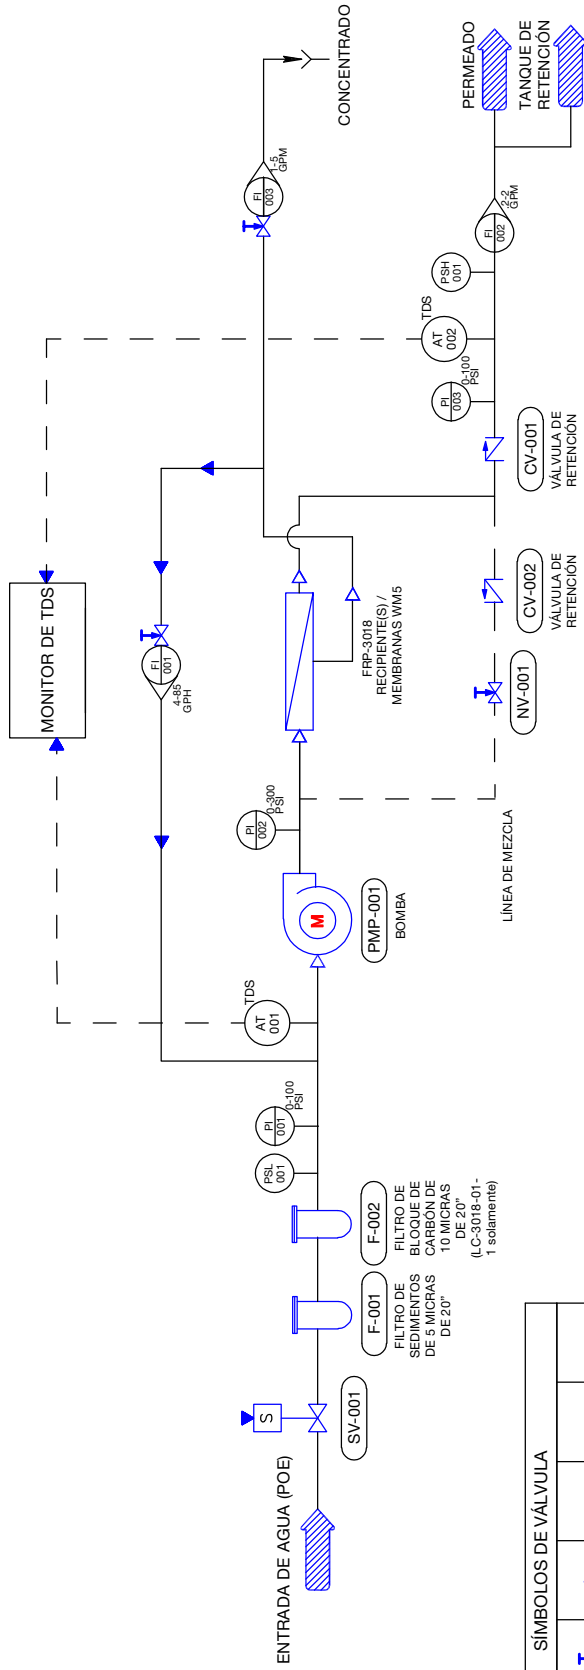 ENTRADA DE AGUA (POE)
S
SV-001
F-001
FILTRO DE
SEDIMENTOS
DE 5 MICRAS
DE 20"
F-002
FILTRO DE
BLOQUE DE
CARBÓN DE
10 MICRAS
DE 20"
(LC-3018-01-
1 solamente)
PSL
001
PI
001
0-100
PSI
AT
001
TDS
M
PMP-001
BOMBA
PI
002
0-300
PSI
FI
001
4-85
GPH
MONITOR DE TDS
FRP-3018
RECIPIENTE(S) /
MEMBRANAS WM5
LÍNEA DE MEZCLA
NV-001
CV-002
VÁLVULA DE
RETENCIÓN
CV-001
VÁLVULA DE
RETENCIÓN
PI
003
0-100
PSI
AT
002
TDS
PSH
001
FI
002
.2-2
GPM
FI
003
1-5
GPM
CONCENTRADO
PERMEADO
TANQUE DE
RETENCIÓN
SÍMBOLOS DE VÁLVULA